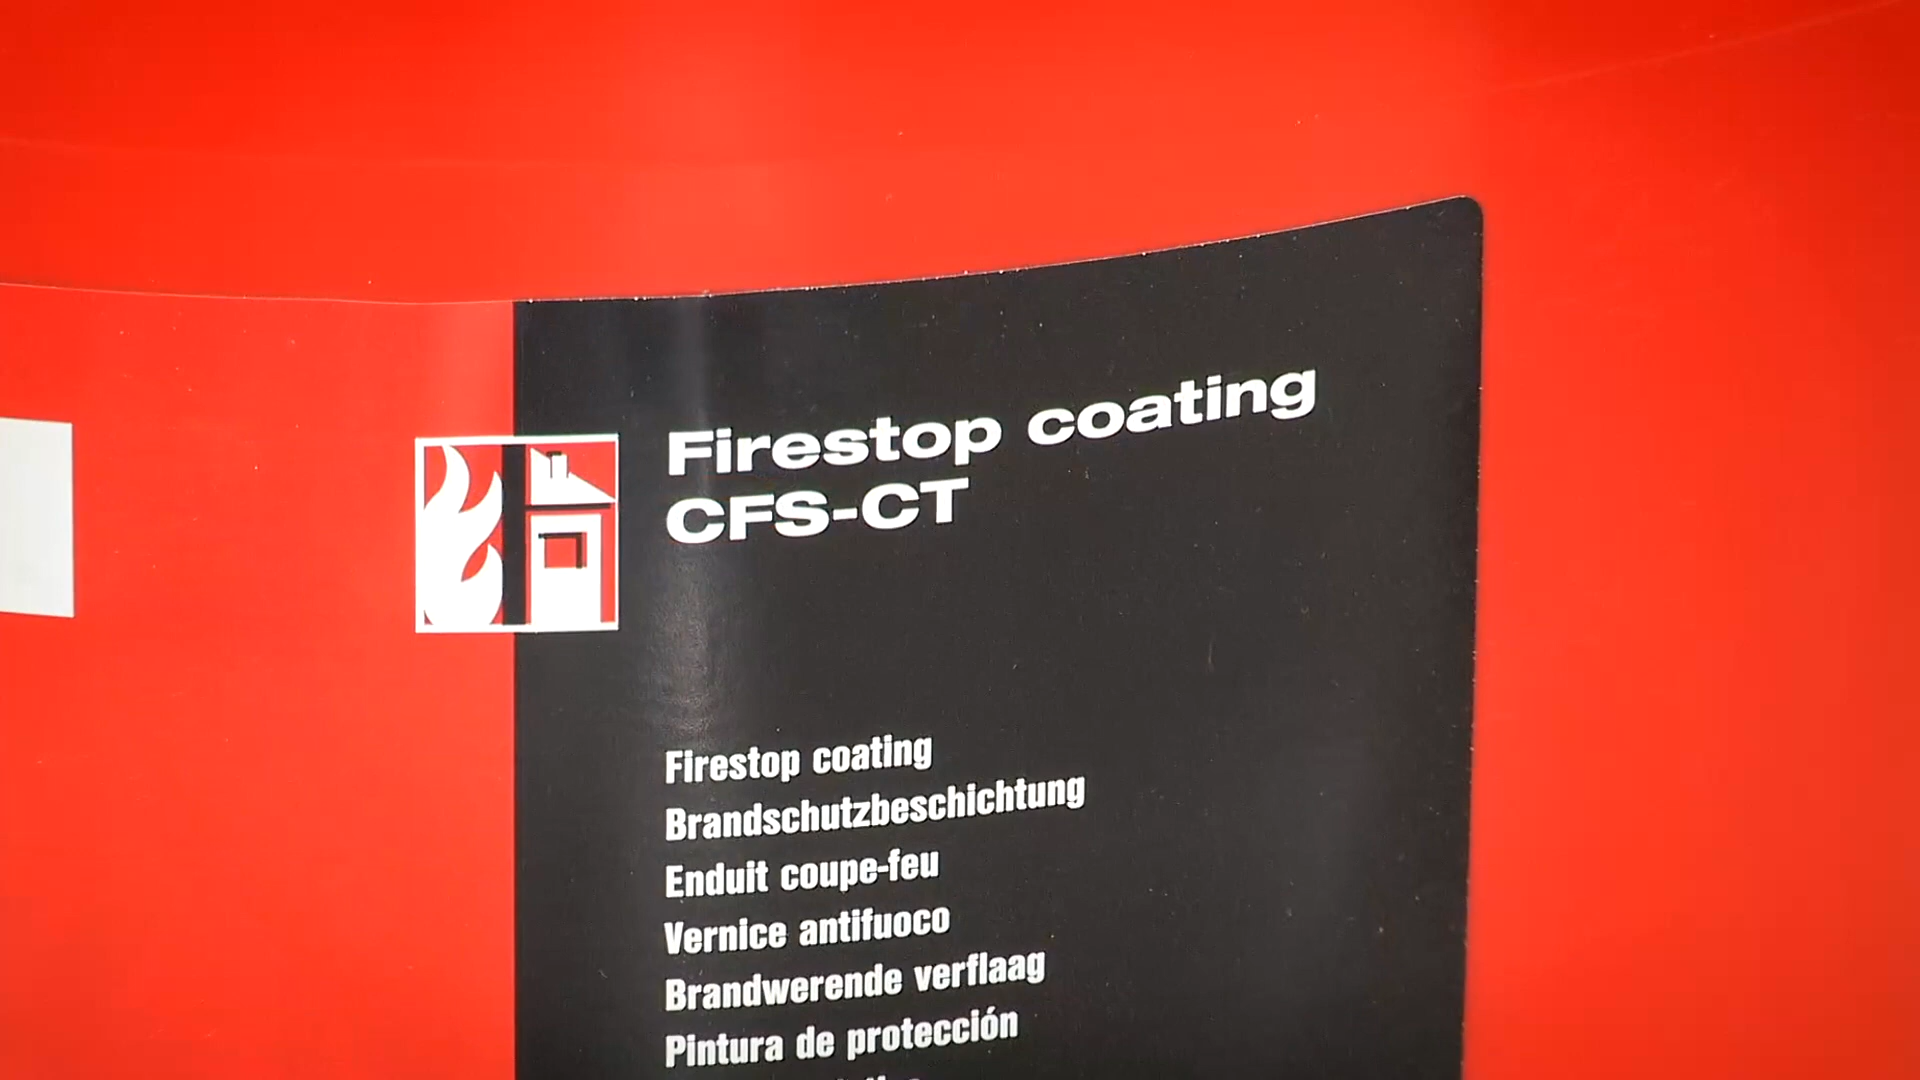 Firestop coating
CFS-CT
Firestop coating
Brandschutzbeschichtung
Enduit coupe-feu
Vernice antifuoco
Brandwerende verflaag
Pintura de protección